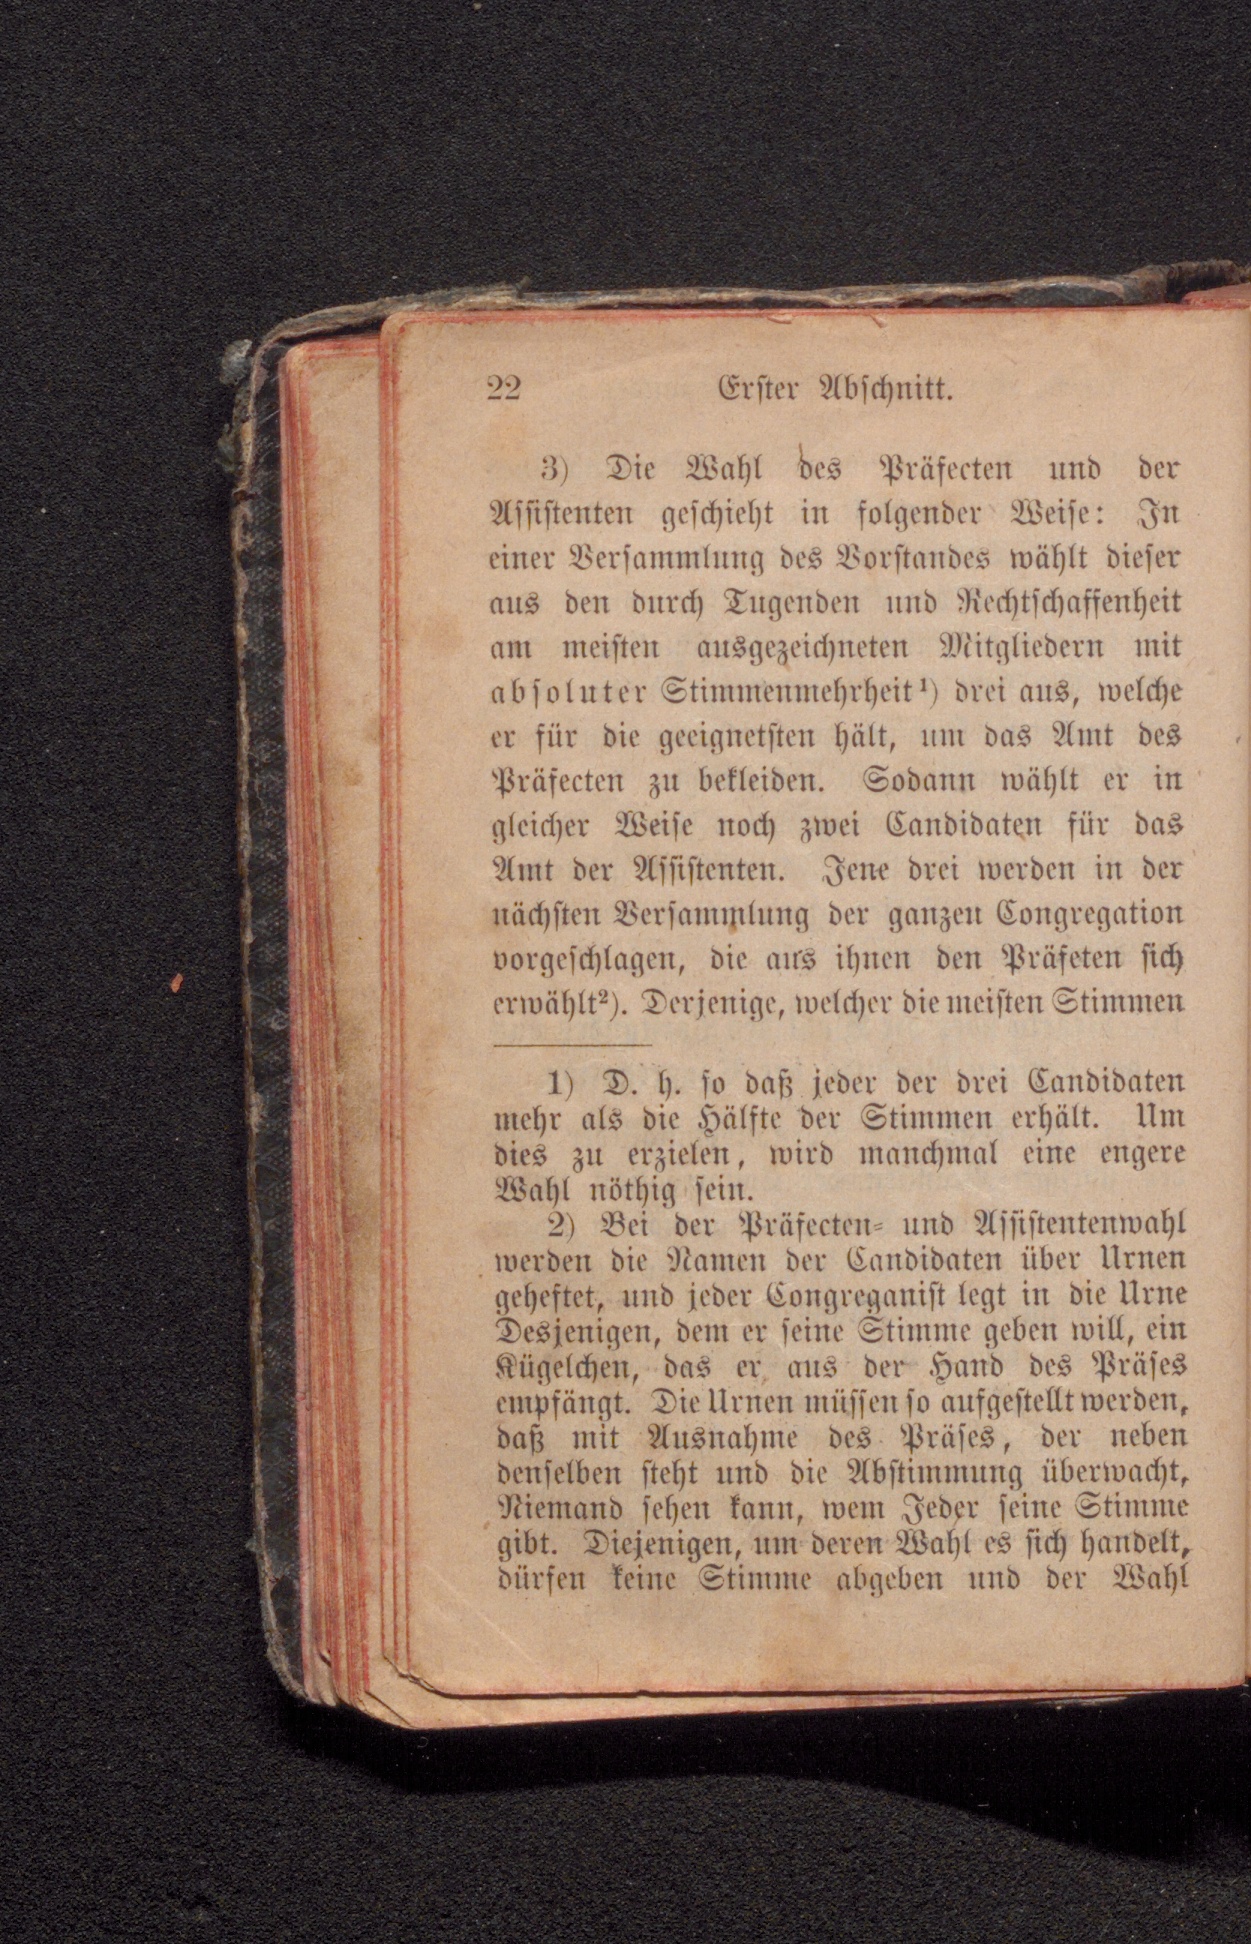 22 Erster Abschnitt.
3) Die Wahl des Präfecten und der
Assistenten geschieht in folgender Weise: In
einer Versammlung des Vorstandes wählt dieser
aus den durch Tugenden und Rechtschaffenheit
am meisten ausgezeichneten Mitgliedern mit
absoluter Stimmenmehrheit¹) drei aus, welche
er für die geeignetsten hält, um das Amt des
Präfecten zu bekleiden. Sodann wählt er in
gleicher Weise noch zwei Candidaten für das
Amt der Assistenten. Jene drei werden in der
nächsten Versammlung der ganzen Congregation
vorgeschlagen, die aus ihnen den Präfeten sich
erwählt²). Derjenige, welcher die meisten Stimmen
1) D. h. so daß jeder der drei Candidaten
mehr als die Hälfte der Stimmen erhält. Um
dies zu erzielen, wird manchmal eine engere
Wahl nöthig sein.
2) Bei der Präfecten- und Assistentenwahl
werden die Namen der Candidaten über Urnen
geheftet, und jeder Congreganist legt in die Urne
Desjenigen, dem er seine Stimme geben will, ein
Kügelchen, das er aus der Hand des Präses
empfängt. Die Urnen müssen so aufgestellt werden,
daß mit Ausnahme des Präses, der neben
denselben steht und die Abstimmung überwacht,
Niemand sehen kann, wem Jeder seine Stimme
gibt. Diejenigen, um deren Wahl es sich handelt,
dürfen keine Stimme abgeben und der Wahl